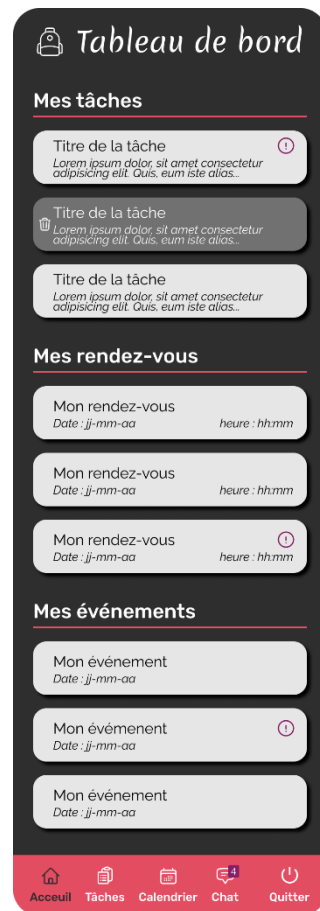 Tableau de bord
Mes tâches
Titre de la tâche
Lorem ipsum dolor, sit amet consectetur
adipisicing elit. Quis, eum iste alias...
Titre de la tâche
Lorem ipsum dolor, sit amet consectetur
adipisicing elit. Quis, eum iste alias...
Titre de la tâche
Lorem ipsum dolor, sit amet consectetur
adipisicing elit. Quis, eum iste alias...
Mes rendez-vous
Mon rendez-vous
Date : jj-mm-aa heure : hh:mm
Mon rendez-vous
Date : jj-mm-aa heure : hh:mm
Mon rendez-vous
Date : jj-mm-aa heure : hh:mm
Mes événements
Mon événement
Date : jj-mm-aa
Mon évémenent
Date : jj-mm-aa
Mon événement
Date : jj-mm-aa
4
Acceuil Tâches Calendrier Chat Quitter